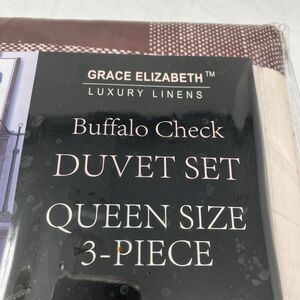 GRACE ELIZABETH™
LUXURY LINENS
Buffalo Check
DUVET SET
QUEEN SIZE
3-PIECE